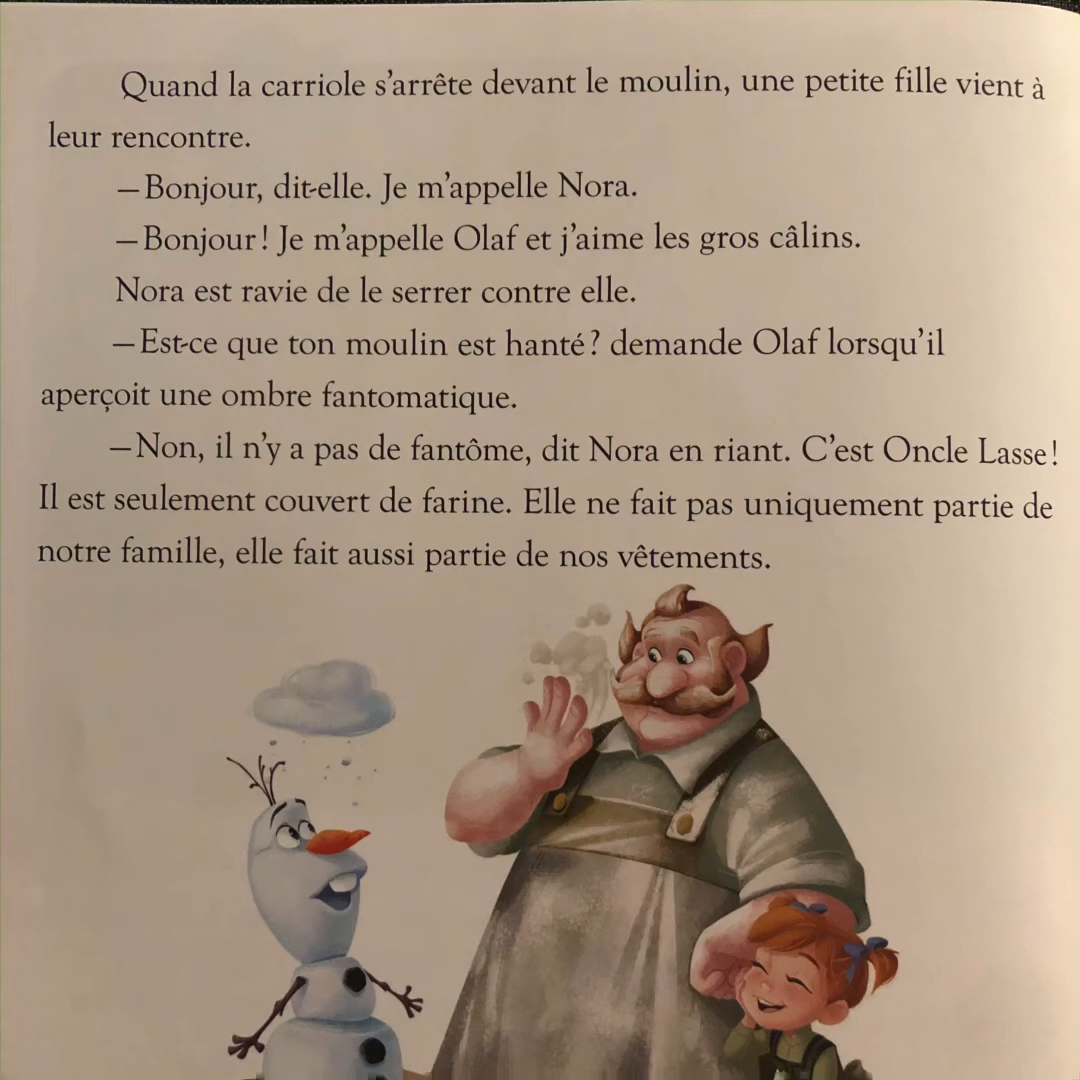 Quand la carriole s'arrête devant le moulin, une petite fille vient à
leur rencontre.
—Bonjour, dit-elle. Je m'appelle Nora.
—Bonjour! Je m'appelle Olaf et j'aime les gros câlins.
Nora est ravie de le serrer contre elle.
—Est-ce que ton moulin est hanté? demande Olaf lorsqu'il
aperçoit une ombre fantomatique.
—Non, il n'y a pas de fantôme, dit Nora en riant. C'est Oncle Lasse!
Il est seulement couvert de farine. Elle ne fait pas uniquement partie de
notre famille, elle fait aussi partie de nos vêtements.